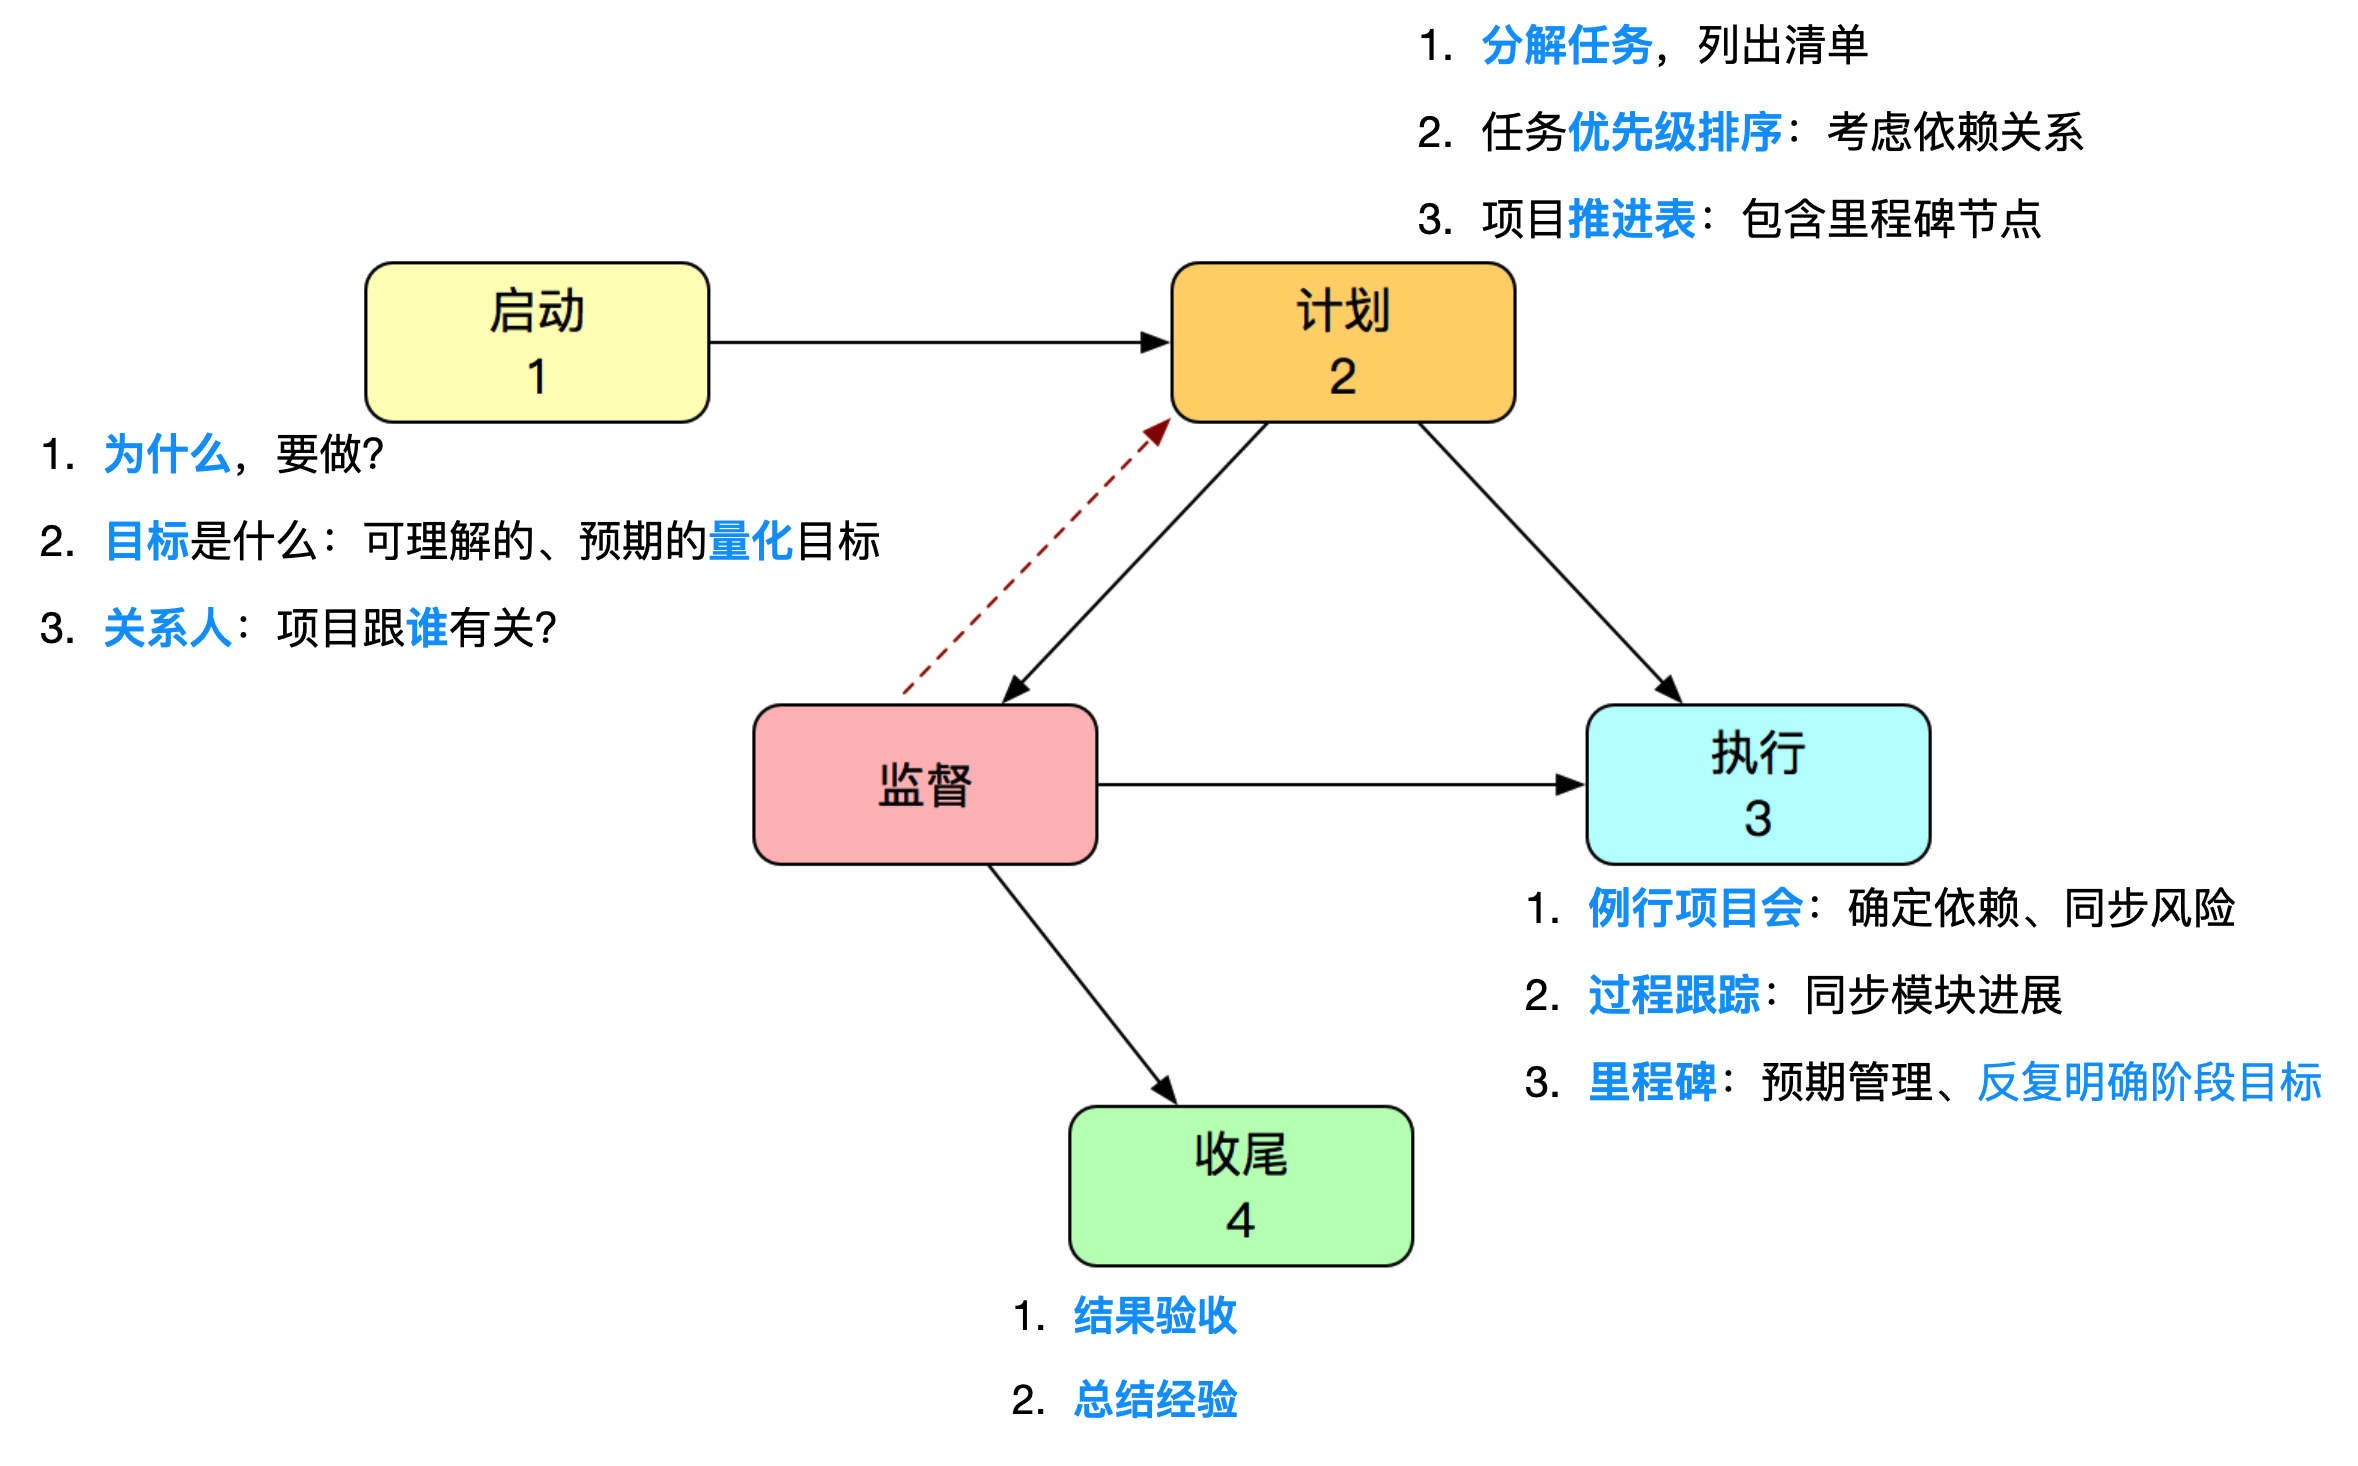 1. 分解任务，列出清单
2. 任务优先级排序：考虑依赖关系
3. 项目推进表：包含里程碑节点
启动
1
计划
2
1. 为什么，要做？
2. 目标是什么：可理解的、预期的量化目标
3. 关系人：项目跟谁有关？
监督
执行
3
1. 例行项目会：确定依赖、同步风险
2. 过程跟踪：同步模块进展
3. 里程碑：预期管理、反复明确阶段目标
收尾
4
1. 结果验收
2. 总结经验